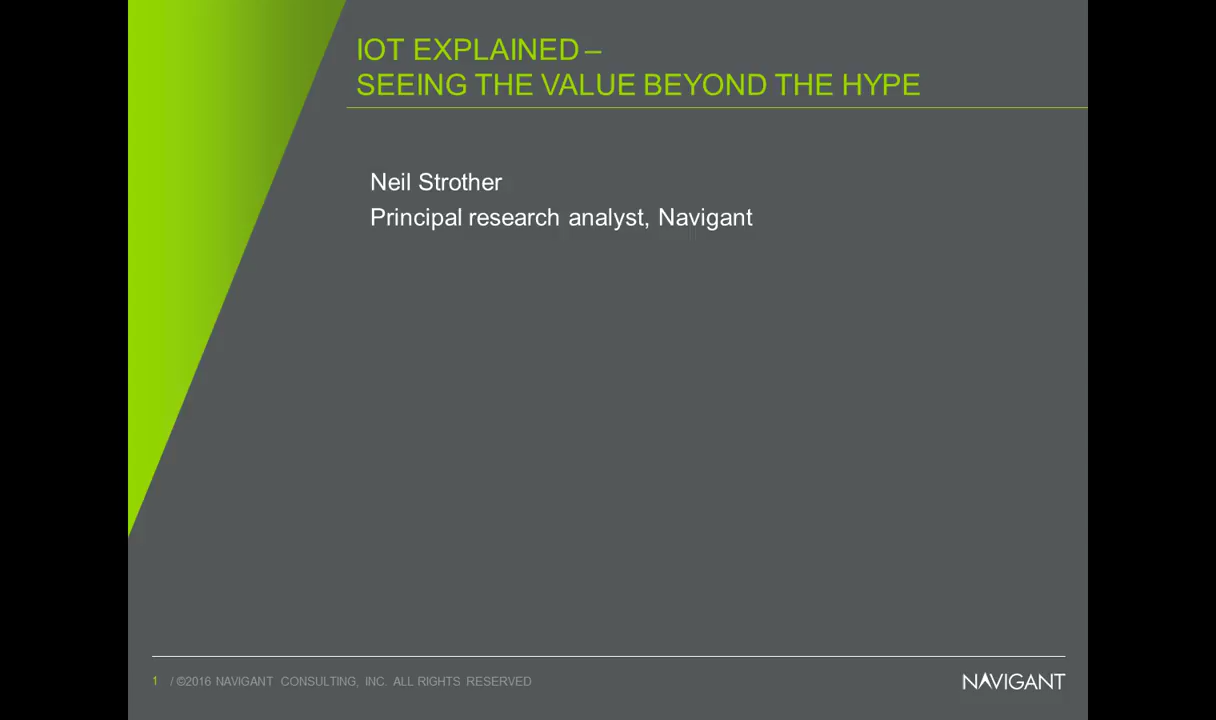 IOT EXPLAINED –
SEEING THE VALUE BEYOND THE HYPE
Neil Strother
Principal research analyst, Navigant
1 / ©2016 NAVIGANT CONSULTING, INC. ALL RIGHTS RESERVED
NAVIGANT